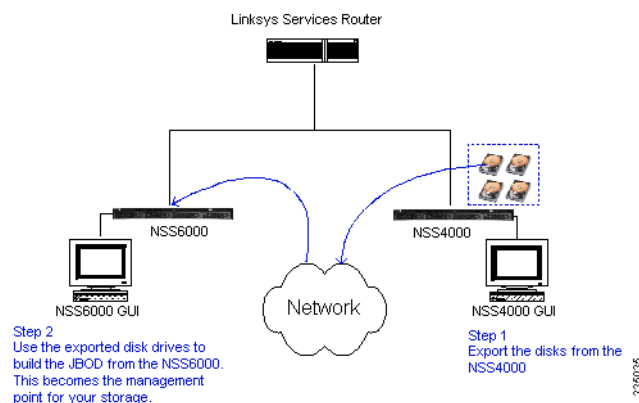 Linksys Services Router
NSS6000
NSS4000
NSS6000 GUI
Network
NSS4000 GUI
Step 2
Use the exported disk drives to
build the JBOD from the NSS6000.
This becomes the management
point for your storage.
Step 1
Export the disks from the
NSS4000